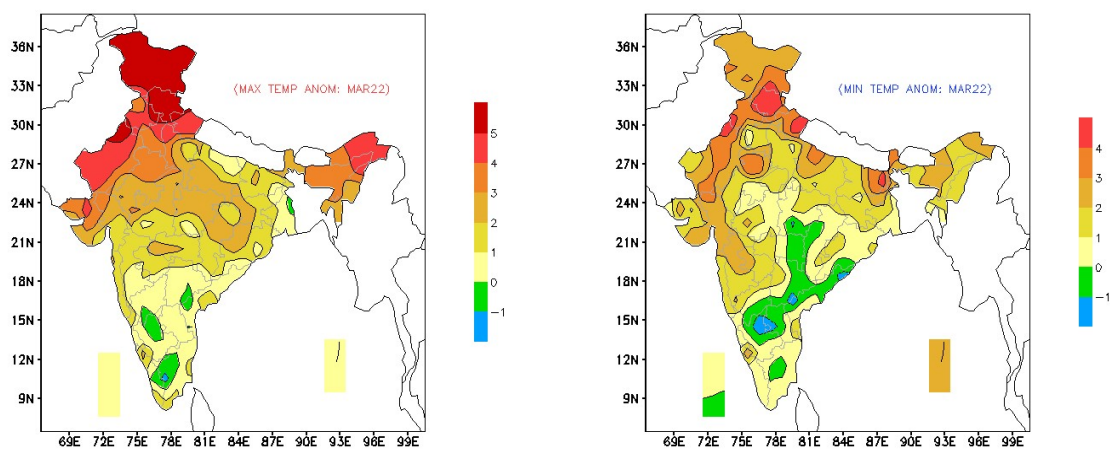 36N
33N
(MAX TEMP ANOM: MAR22)
30N
27N
24N
21N
18N
15N
12N
9N
69E 72E 75E 78E 81E 84E 87E 90E 93E 96E 99E
5
4
3
2
1
0
−1
36N
33N
(MIN TEMP ANOM: MAR22)
30N
27N
24N
21N
18N
15N
12N
9N
69E 72E 75E 78E 81E 84E 87E 90E 93E 96E 99E
4
3
2
1
0
−1